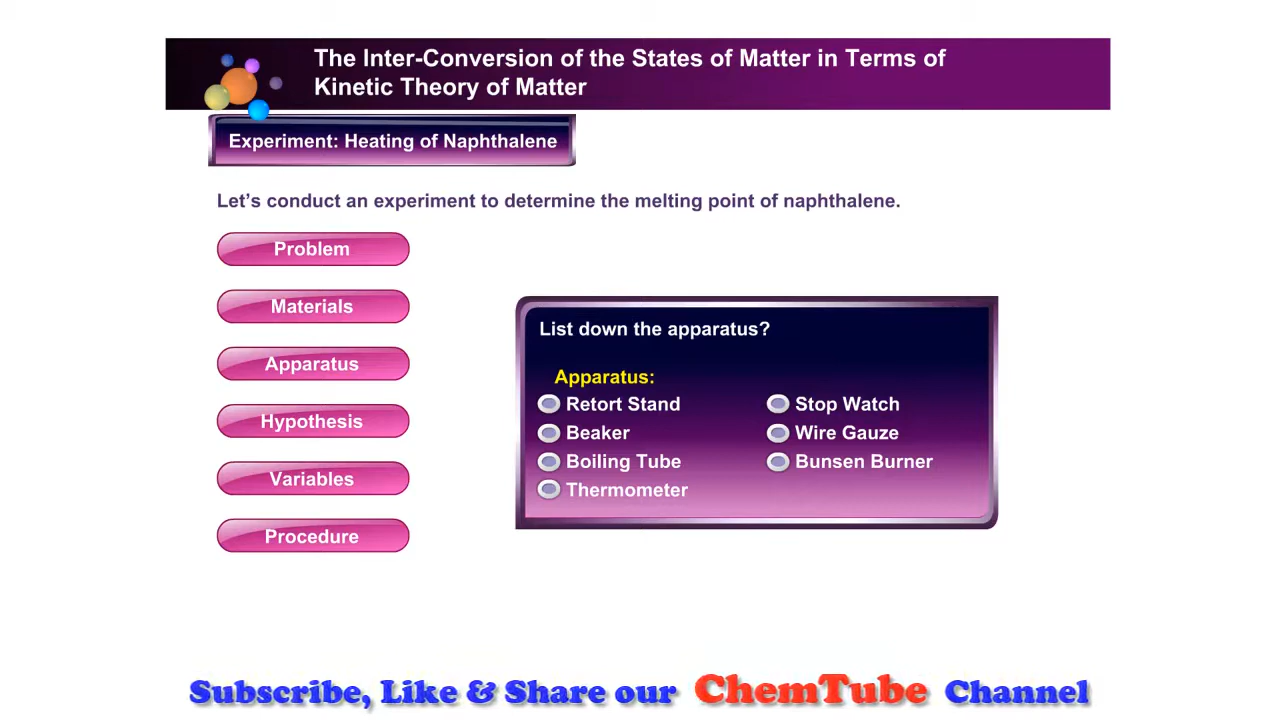 The Inter-Conversion of the States of Matter in Terms of
Kinetic Theory of Matter
Experiment: Heating of Naphthalene
Let’s conduct an experiment to determine the melting point of naphthalene.
Problem
Materials
Apparatus
Hypothesis
Variables
Procedure
List down the apparatus?
Apparatus:
Retort Stand
Beaker
Boiling Tube
Thermometer
Stop Watch
Wire Gauze
Bunsen Burner
Subscribe, Like & Share our ChemTube Channel